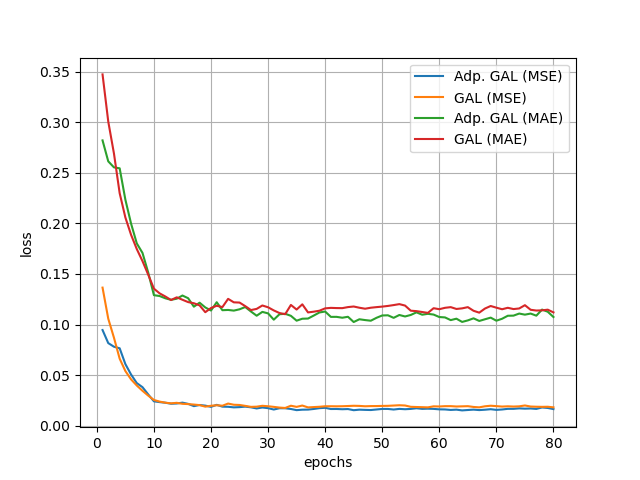 0.35
0.30
0.25
0.20
0.15
0.10
0.05
0.00
loss
Adp. GAL (MSE)
GAL (MSE)
Adp. GAL (MAE)
GAL (MAE)
0 10 20 30 40 50 60 70 80
epochs